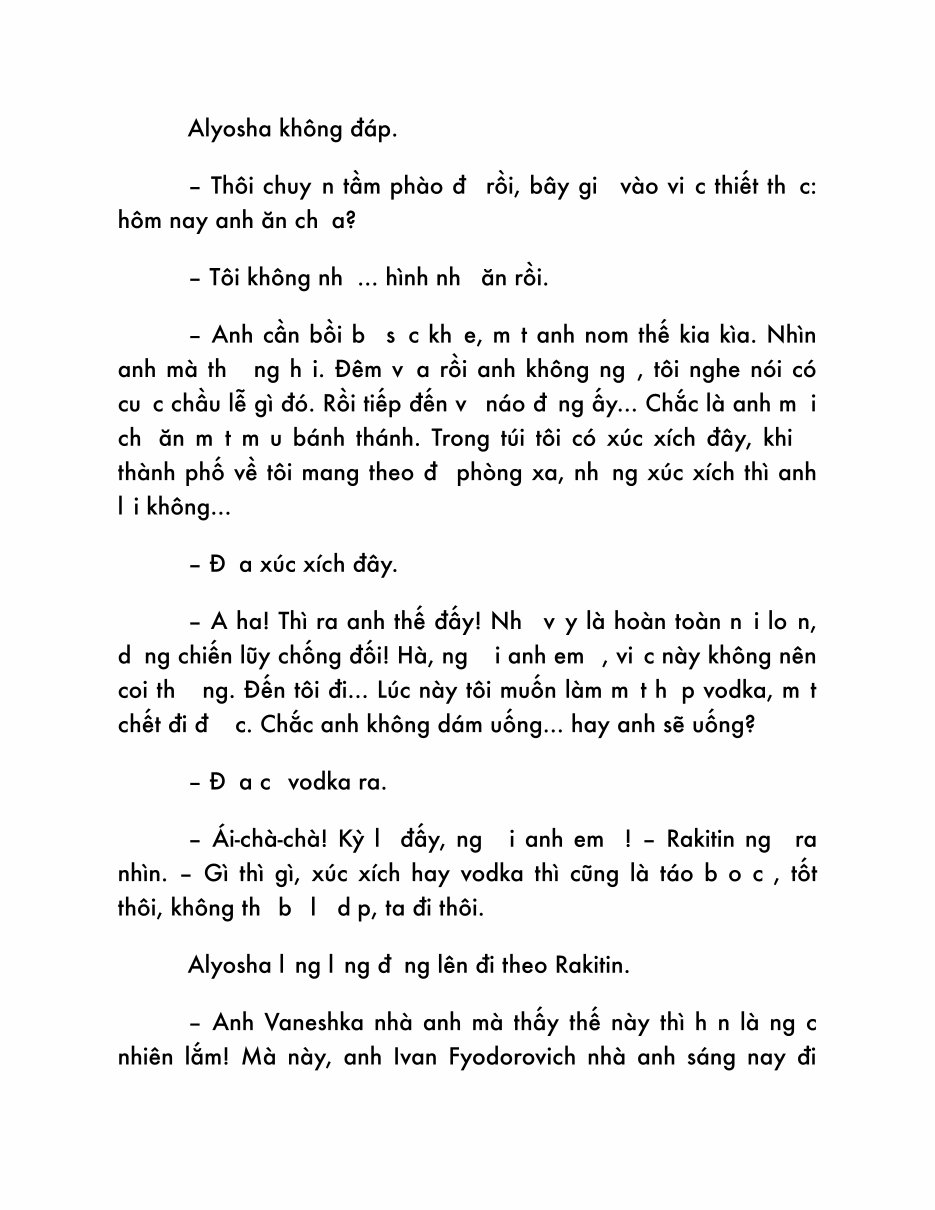 Alyosha không đáp.
– Thôi chuy n tầm phào đ rồi, bây gi vào vi c thiết th c:
hôm nay anh ăn ch a?
– Tôi không nh ... hình nh ăn rồi.
– Anh cần bồi b s c kh e, m t anh nom thế kia kìa. Nhìn
anh mà th ng h i. Đêm v a rồi anh không ng , tôi nghe nói có
cu c chầu lễ gì đó. Rồi tiếp đến v náo đ ng ấy... Chắc là anh m i
ch ăn m t m u bánh thánh. Trong túi tôi có xúc xích đây, khi
thành phố về tôi mang theo đ phòng xa, nh ng xúc xích thì anh
l i không...
– Đ a xúc xích đây.
– A ha! Thì ra anh thế đấy! Nh v y là hoàn toàn n i lo n,
d ng chiến lũy chống đối! Hà, ng i anh em , vi c này không nên
coi th ng. Đến tôi đi... Lúc này tôi muốn làm m t h p vodka, m t
chết đi đ c. Chắc anh không dám uống... hay anh sẽ uống?
– Đ a c vodka ra.
– Ái-chà-chà! Kỳ l đấy, ng i anh em ! – Rakitin ng ra
nhìn. – Gì thì gì, xúc xích hay vodka thì cũng là táo b o c , tốt
thôi, không th b l d p, ta đi thôi.
Alyosha l ng l ng đ ng lên đi theo Rakitin.
– Anh Vaneshka nhà anh mà thấy thế này thì h n là ng c
nhiên lắm! Mà này, anh Ivan Fyodorovich nhà anh sáng nay đi